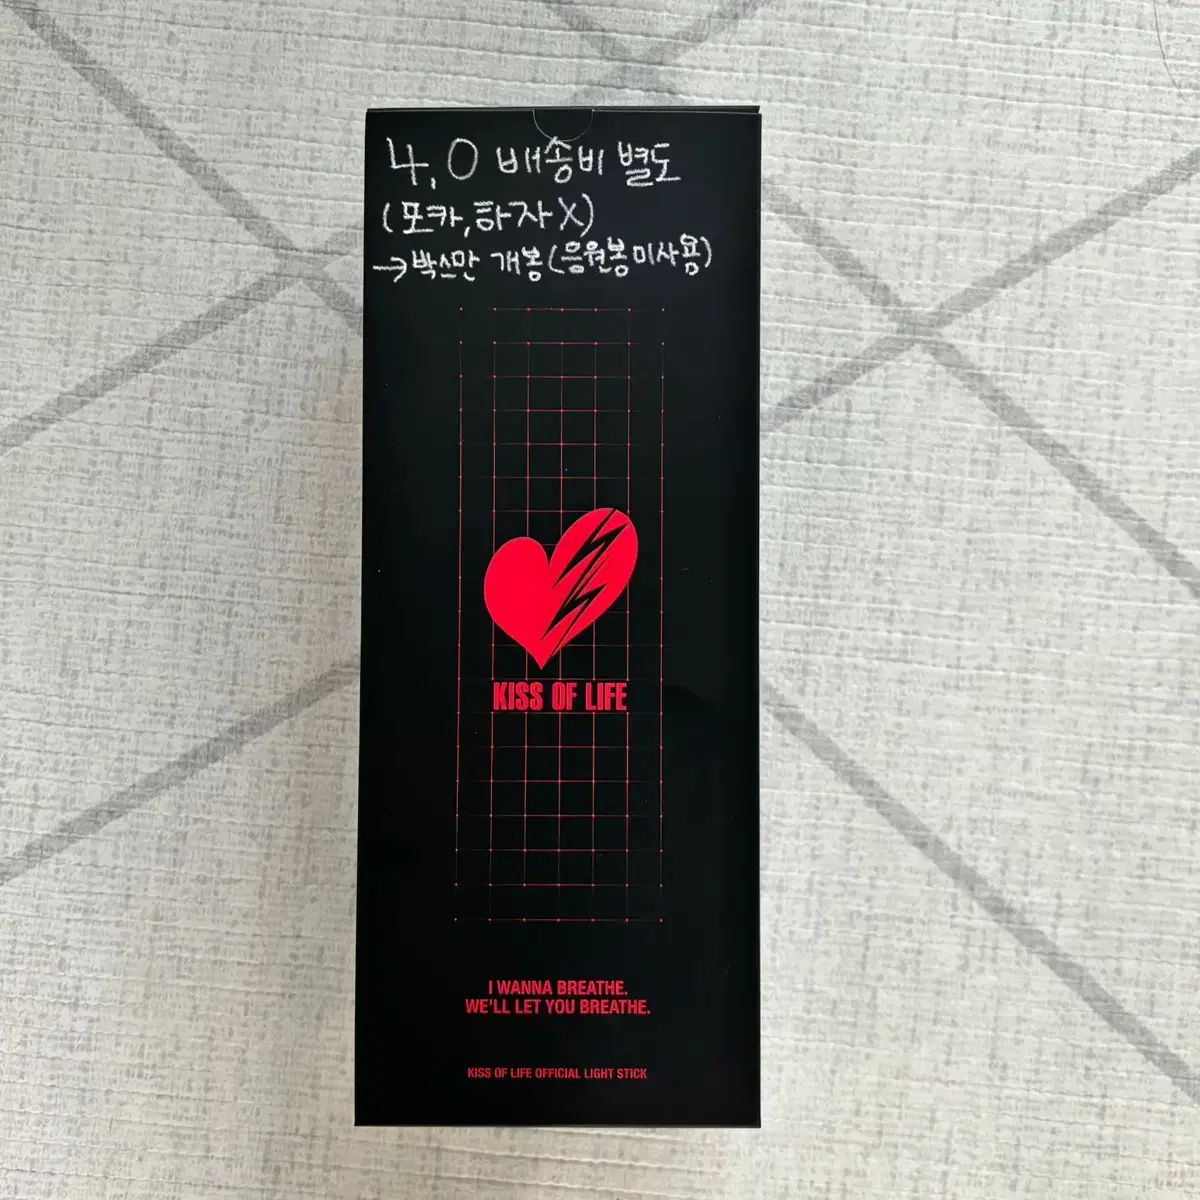 4,0 배송비 별도
(포카,하자X)
→박스만 개봉(응원봉미사용)
KISS OF LIFE
I WANNA BREATHE.
WE'LL LET YOU BREATHE.
KISS OF LIFE OFFICIAL LIGHT STICK